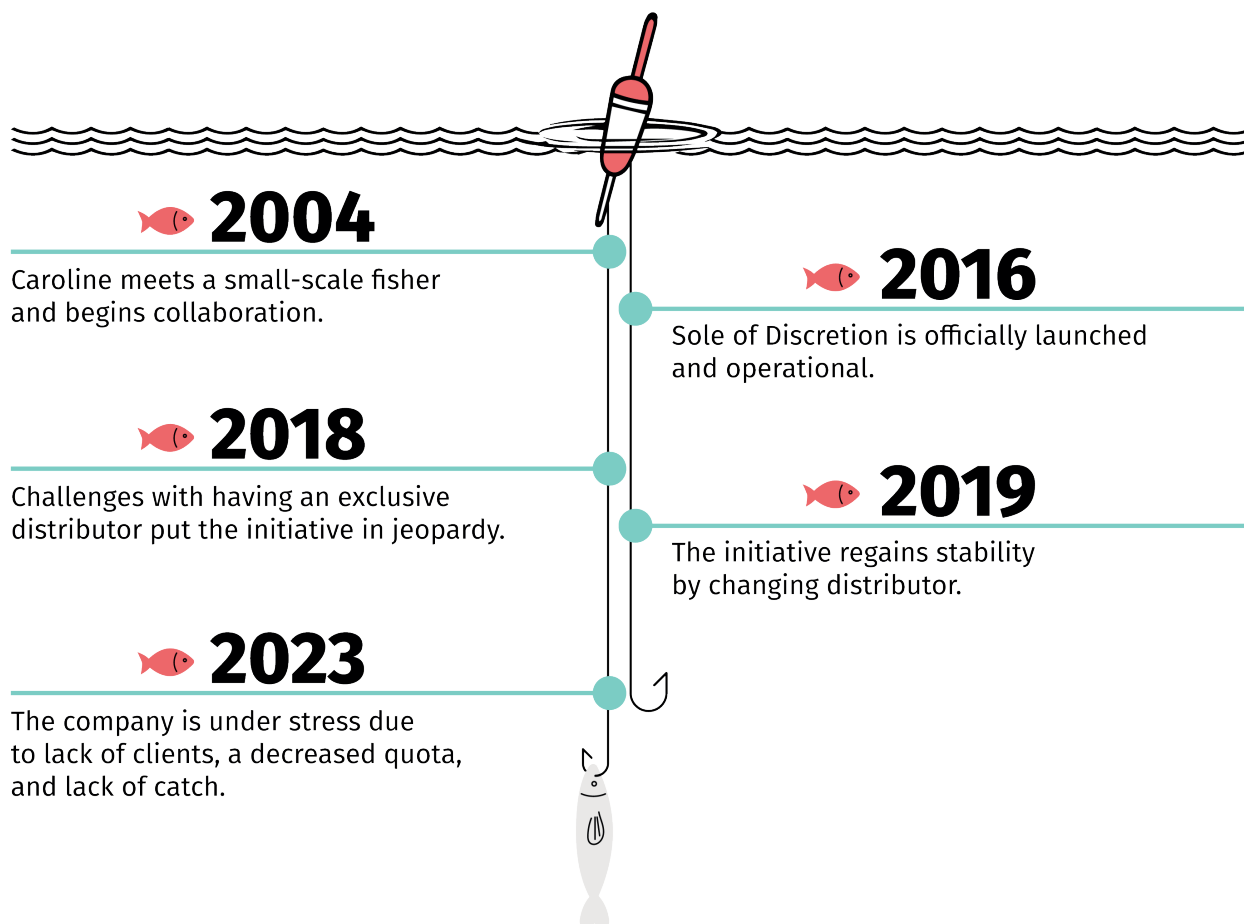 2004
Caroline meets a small-scale fisher
and begins collaboration.
2016
Sole of Discretion is officially launched
and operational.
2018
Challenges with having an exclusive
distributor put the initiative in jeopardy.
2019
The initiative regains stability
by changing distributor.
2023
The company is under stress due
to lack of clients, a decreased quota,
and lack of catch.